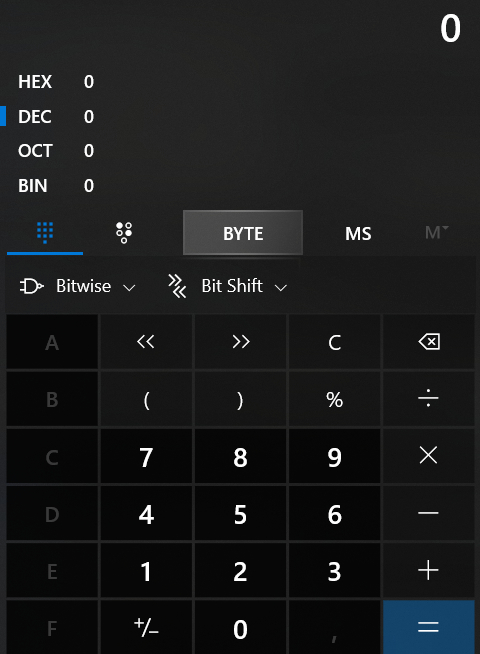 0
HEX 0
DEC 0
OCT 0
BIN 0
BYTE MS M
Bitwise Bit Shift
A << >> C
B ( ) % ÷
C 7 8 9 ×
D 4 5 6 −
E 1 2 3 +
F +/− 0 , =